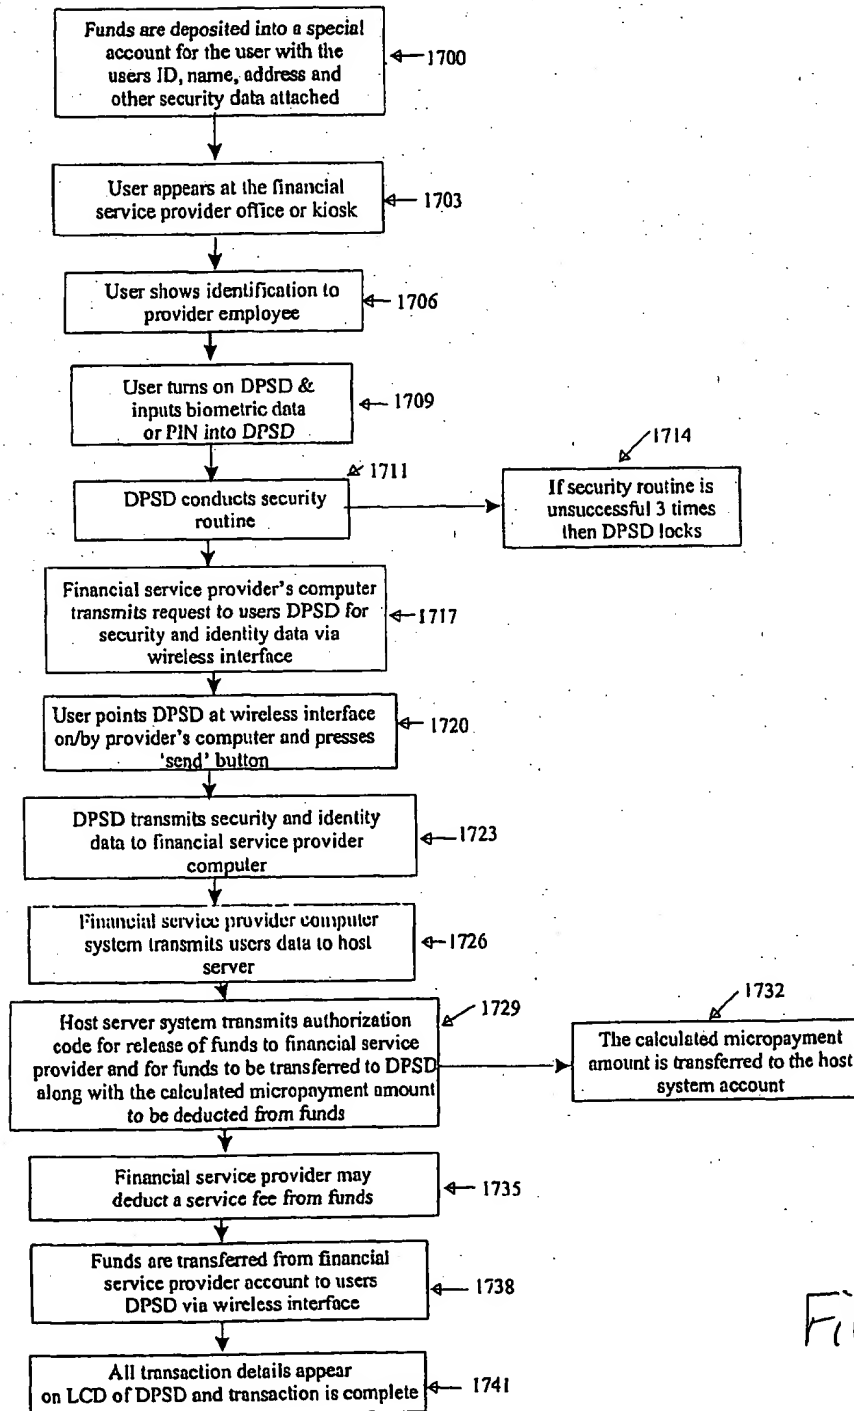 Funds are deposited into a special
account for the user with the
users ID, name, address and
other security data attached
1700
User appears at the financial
service provider office or kiosk
1703
User shows identification to
provider employee
1706
User turns on DPSD &
inputs biometric data
or PIN into DPSD
1709
1711
DPSD conducts security
routine
1714
If security routine is
unsuccessful 3 times
then DPSD locks
Financial service provider's computer
transmits request to users DPSD for
security and identity data via
wireless interface
1717
User points DPSD at wireless interface
on/by provider's computer and presses
'send' button
1720
DPSD transmits security and identity
data to financial service provider
computer
1723
Financial service provider computer
system transmits users data to host
server
1726
1729
Host server system transmits authorization
code for release of funds to financial service
provider and for funds to be transferred to DPSD
along with the calculated micropayment amount
to be deducted from funds
1732
The calculated micropayment
amount is transferred to the host
system account
Financial service provider may
deduct a service fee from funds
1735
Funds are transferred from financial
service provider account to users
DPSD via wireless interface
1738
All transaction details appear
on LCD of DPSD and transaction is complete
1741